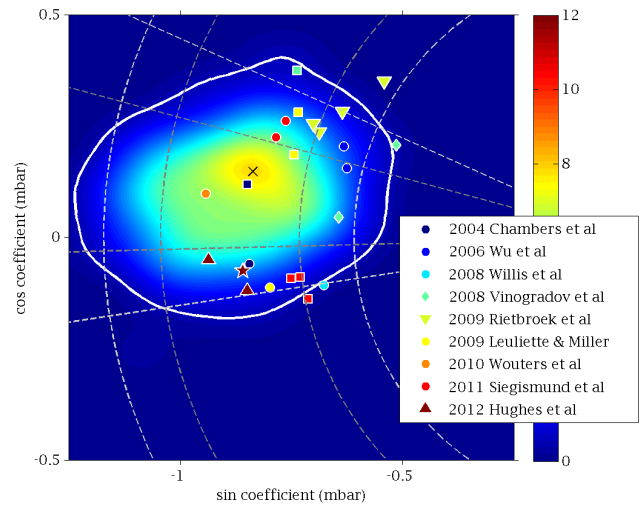 0.5
0
-0.5
-1
-0.5
cos coefficient (mbar)
sin coefficient (mbar)
12
10
8
0
2004 Chambers et al
2006 Wu et al
2008 Willis et al
2008 Vinogradov et al
2009 Rietbroek et al
2009 Leuliette & Miller
2010 Wouters et al
2011 Siegismund et al
2012 Hughes et al